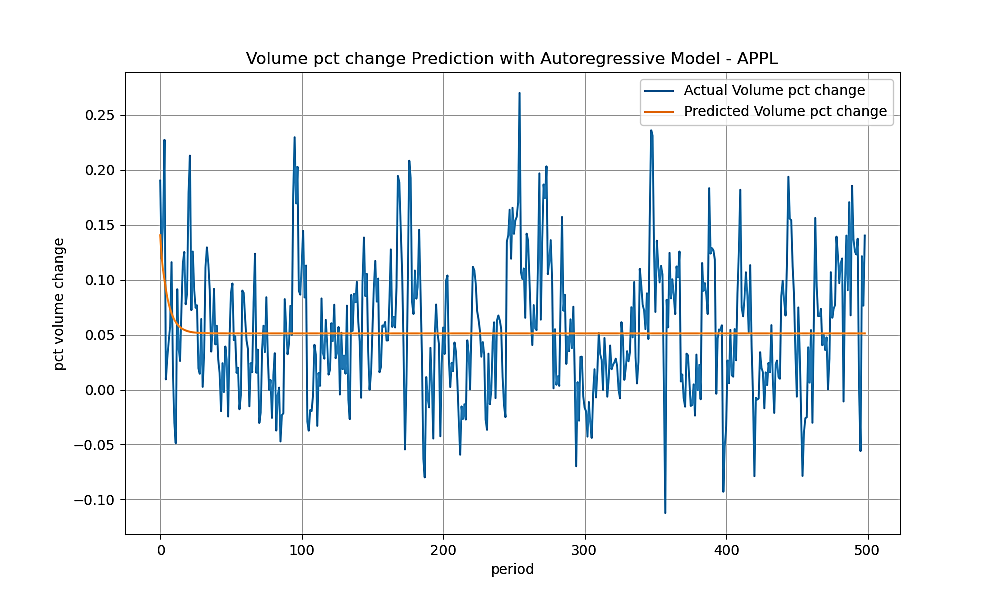 Volume pct change Prediction with Autoregressive Model - APPL
Actual Volume pct change
Predicted Volume pct change
0.25
0.20
0.15
0.10
0.05
0.00
−0.05
−0.10
pct volume change
0 100 200 300 400 500
period